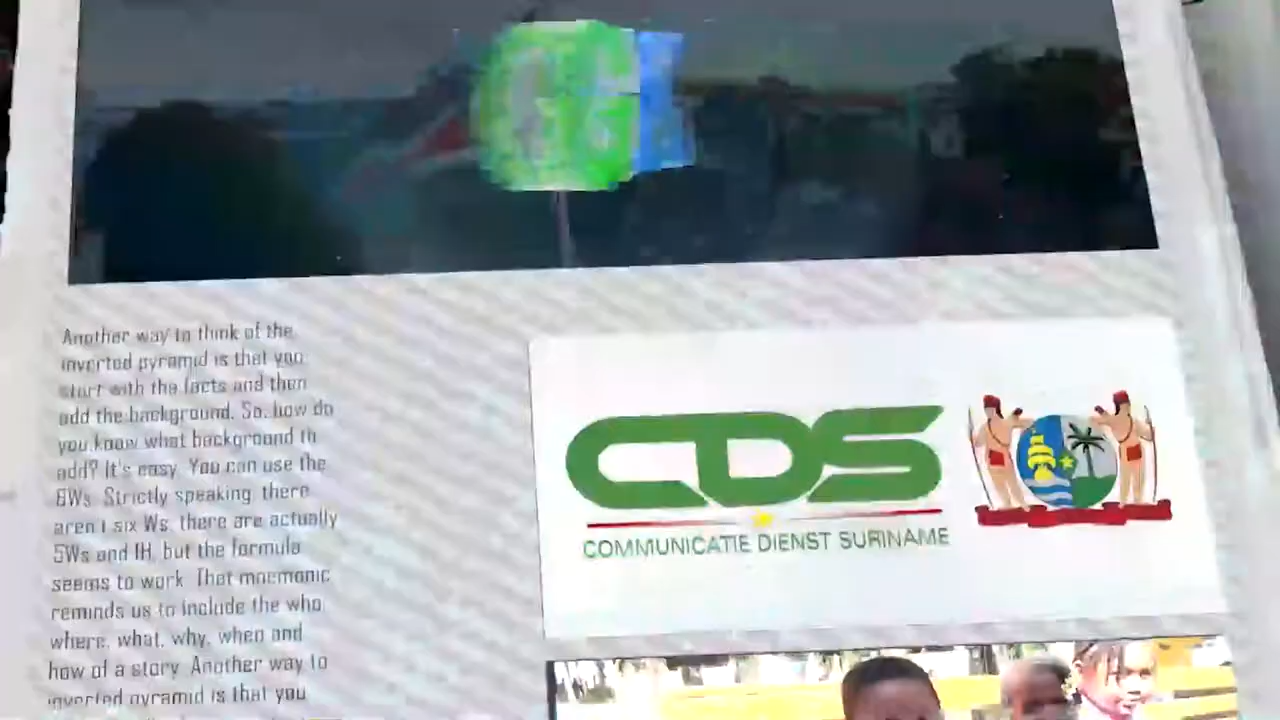 Another way to think of the
inverted pyramid is that you
start with the facts and then
add the background. So, how do
you know what background th
add? It's easy. You can use the
6Ws. Strictly speaking, there
aren't six Ws, there are actually
5Ws and 1H, but the formula
seems to work. That mnemonic
reminds us to include the who,
where, what, why, when and
how of a story. Another way to
inverted pyramid is that you
CDS
COMMUNICATIE DIENST SURINAME